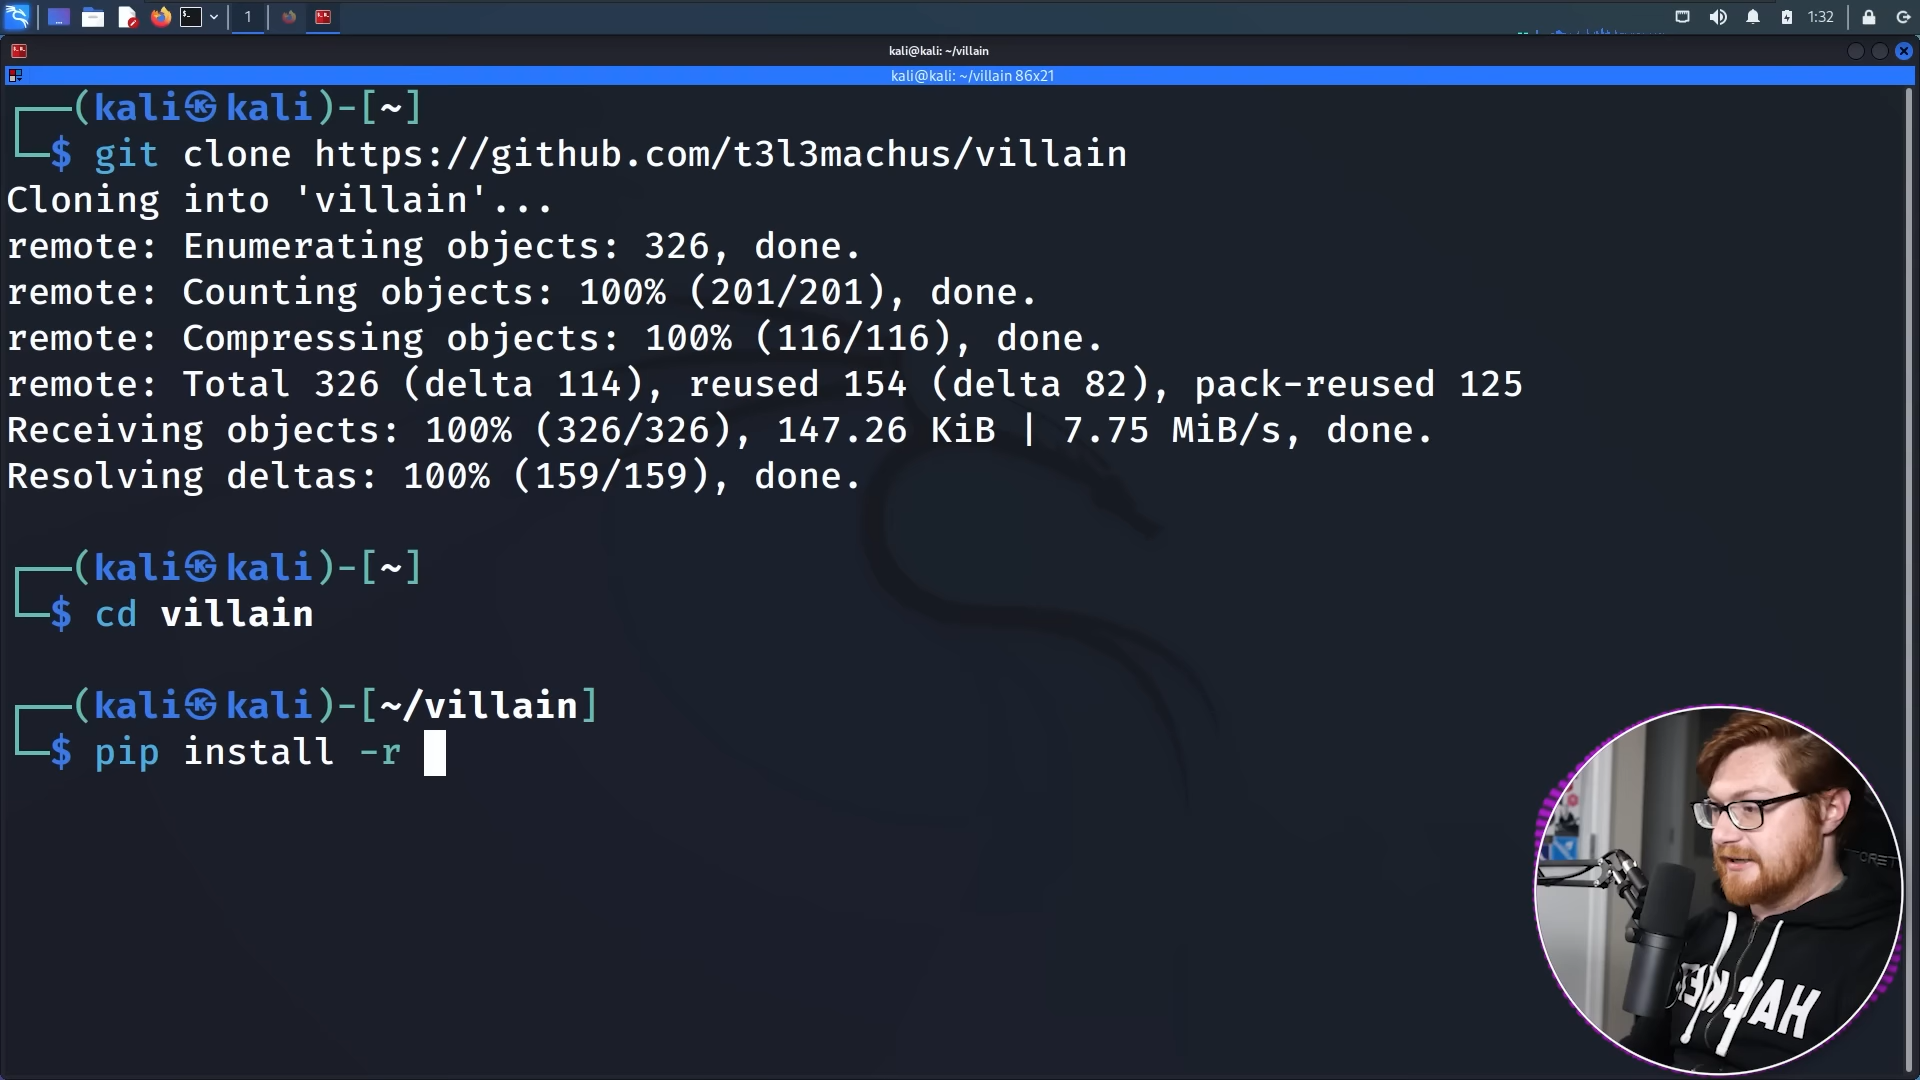 1
1:32
kali@kali: ~/villain
kali@kali: ~/villain 86x21
┌──(kali㉿kali)-[~]
└─$ git clone https://github.com/t3l3machus/villain
Cloning into 'villain'...
remote: Enumerating objects: 326, done.
remote: Counting objects: 100% (201/201), done.
remote: Compressing objects: 100% (116/116), done.
remote: Total 326 (delta 114), reused 154 (delta 82), pack-reused 125
Receiving objects: 100% (326/326), 147.26 KiB | 7.75 MiB/s, done.
Resolving deltas: 100% (159/159), done.
┌──(kali㉿kali)-[~]
└─$ cd villain
┌──(kali㉿kali)-[~/villain]
└─$ pip install -r